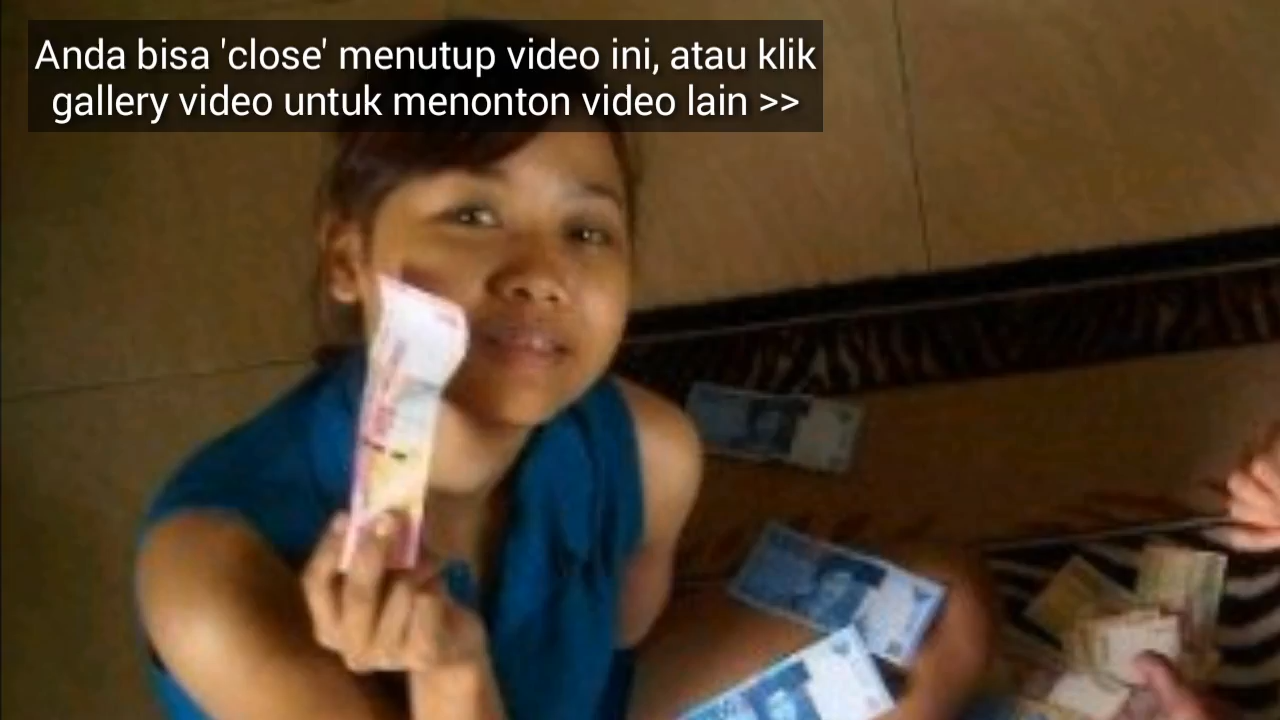 Anda bisa 'close' menutup video ini, atau klik
gallery video untuk menonton video lain >>